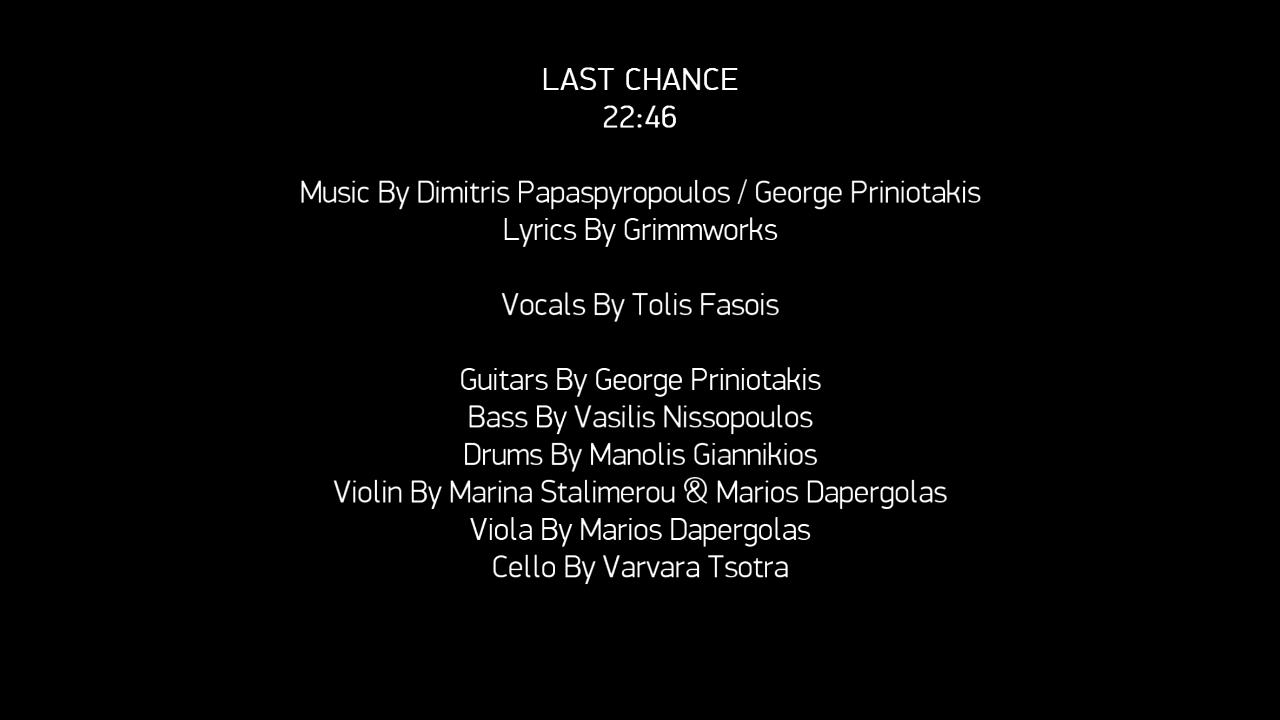 LAST CHANCE
22:46
Music By Dimitris Papaspyropoulos / George Priniotakis
Lyrics By Grimmworks
Vocals By Tolis Fasois
Guitars By George Priniotakis
Bass By Vasilis Nissopoulos
Drums By Manolis Giannikios
Violin By Marina Stalimerou & Marios Dapergolas
Viola By Marios Dapergolas
Cello By Varvara Tsotra